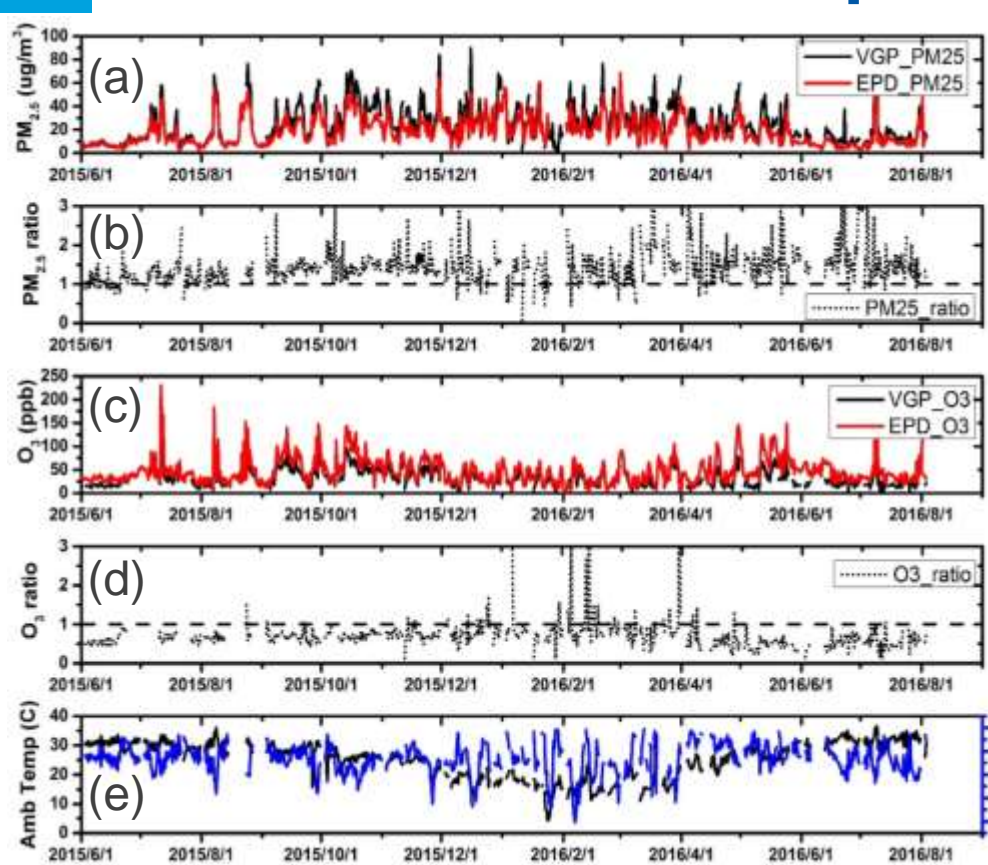 (a)
PM2.5 (ug/m3)
100
80
60
40
20
0
VGP_PM25
EPD_PM25
2015/6/1 2015/8/1 2015/10/1 2015/12/1 2016/2/1 2016/4/1 2016/6/1 2016/8/1
(b)
PM2.5 ratio
3
2
1
0
PM25_ratio
2015/6/1 2015/8/1 2015/10/1 2015/12/1 2016/2/1 2016/4/1 2016/6/1 2016/8/1
(c)
O3 (ppb)
250
200
150
100
50
0
VGP_O3
EPD_O3
2015/6/1 2015/8/1 2015/10/1 2015/12/1 2016/2/1 2016/4/1 2016/6/1 2016/8/1
(d)
O3 ratio
3
2
1
0
O3_ratio
2015/6/1 2015/8/1 2015/10/1 2015/12/1 2016/2/1 2016/4/1 2016/6/1 2016/8/1
(e)
Amb Temp (C)
40
30
20
10
0
2015/6/1 2015/8/1 2015/10/1 2015/12/1 2016/2/1 2016/4/1 2016/6/1 2016/8/1